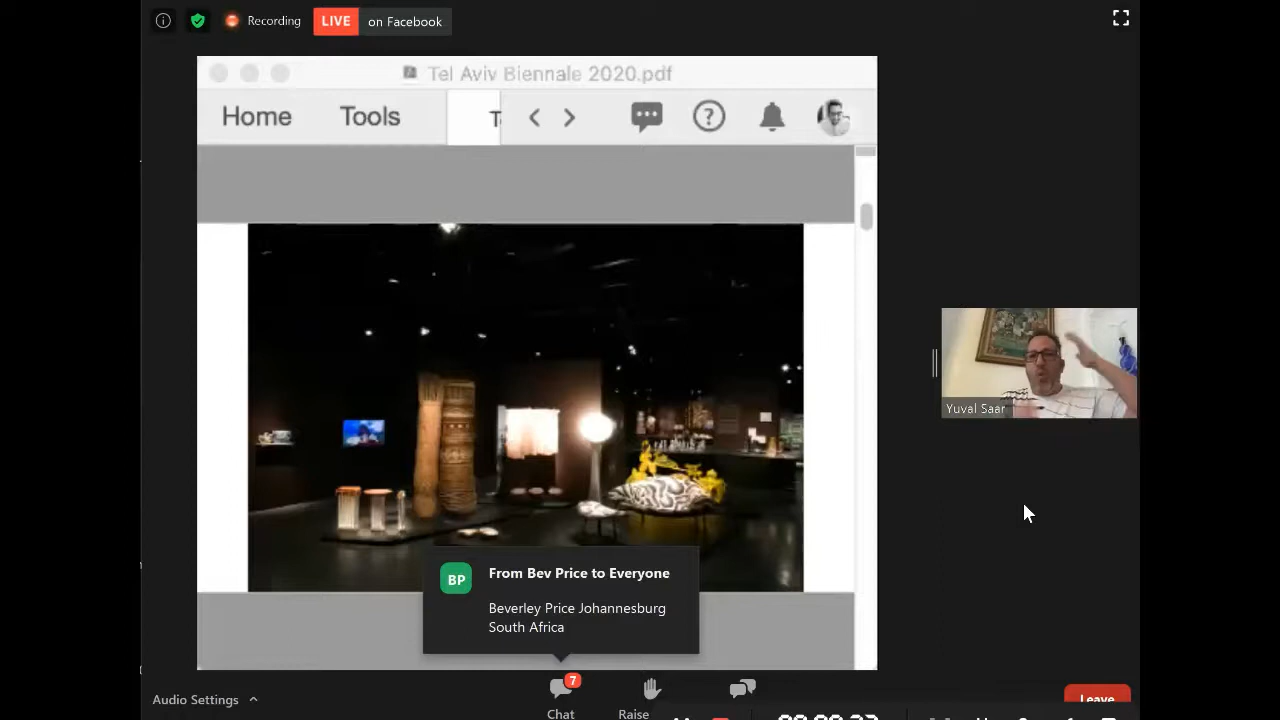 Recording
LIVE on Facebook
Tel Aviv Biennale 2020.pdf
Home Tools
Yuval Saar
BP
From Bev Price to Everyone
Beverley Price Johannesburg
South Africa
Audio Settings
7
Chat
Raise
Leave